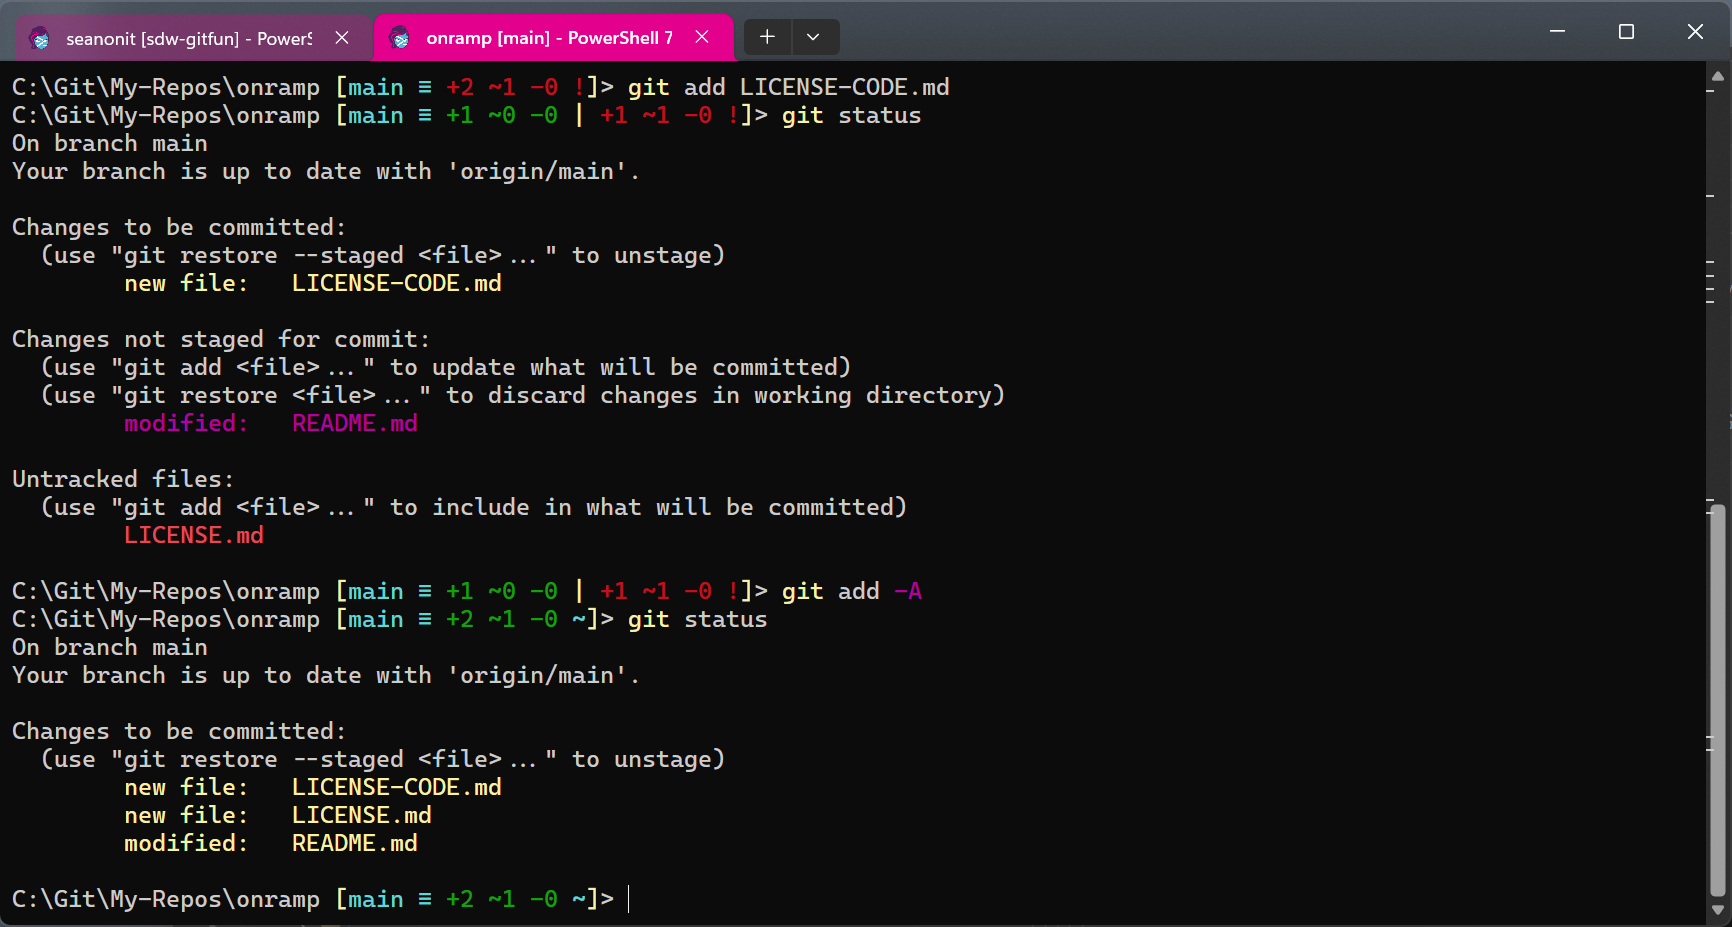 seanonit [sdw-gitfun] - PowerS
onramp [main] - PowerShell 7
C:\Git\My-Repos\onramp [main ≡ +2 ~1 -0 !]> git add LICENSE-CODE.md
C:\Git\My-Repos\onramp [main ≡ +1 ~0 -0 | +1 ~1 -0 !]> git status
On branch main
Your branch is up to date with 'origin/main'.
Changes to be committed:
(use "git restore --staged <file>..." to unstage)
new file:   LICENSE-CODE.md
Changes not staged for commit:
(use "git add <file>..." to update what will be committed)
(use "git restore <file>..." to discard changes in working directory)
modified:   README.md
Untracked files:
(use "git add <file>..." to include in what will be committed)
LICENSE.md
C:\Git\My-Repos\onramp [main ≡ +1 ~0 -0 | +1 ~1 -0 !]> git add -A
C:\Git\My-Repos\onramp [main ≡ +2 ~1 -0 ~]> git status
On branch main
Your branch is up to date with 'origin/main'.
Changes to be committed:
(use "git restore --staged <file>..." to unstage)
new file:   LICENSE-CODE.md
new file:   LICENSE.md
modified:   README.md
C:\Git\My-Repos\onramp [main ≡ +2 ~1 -0 ~]>